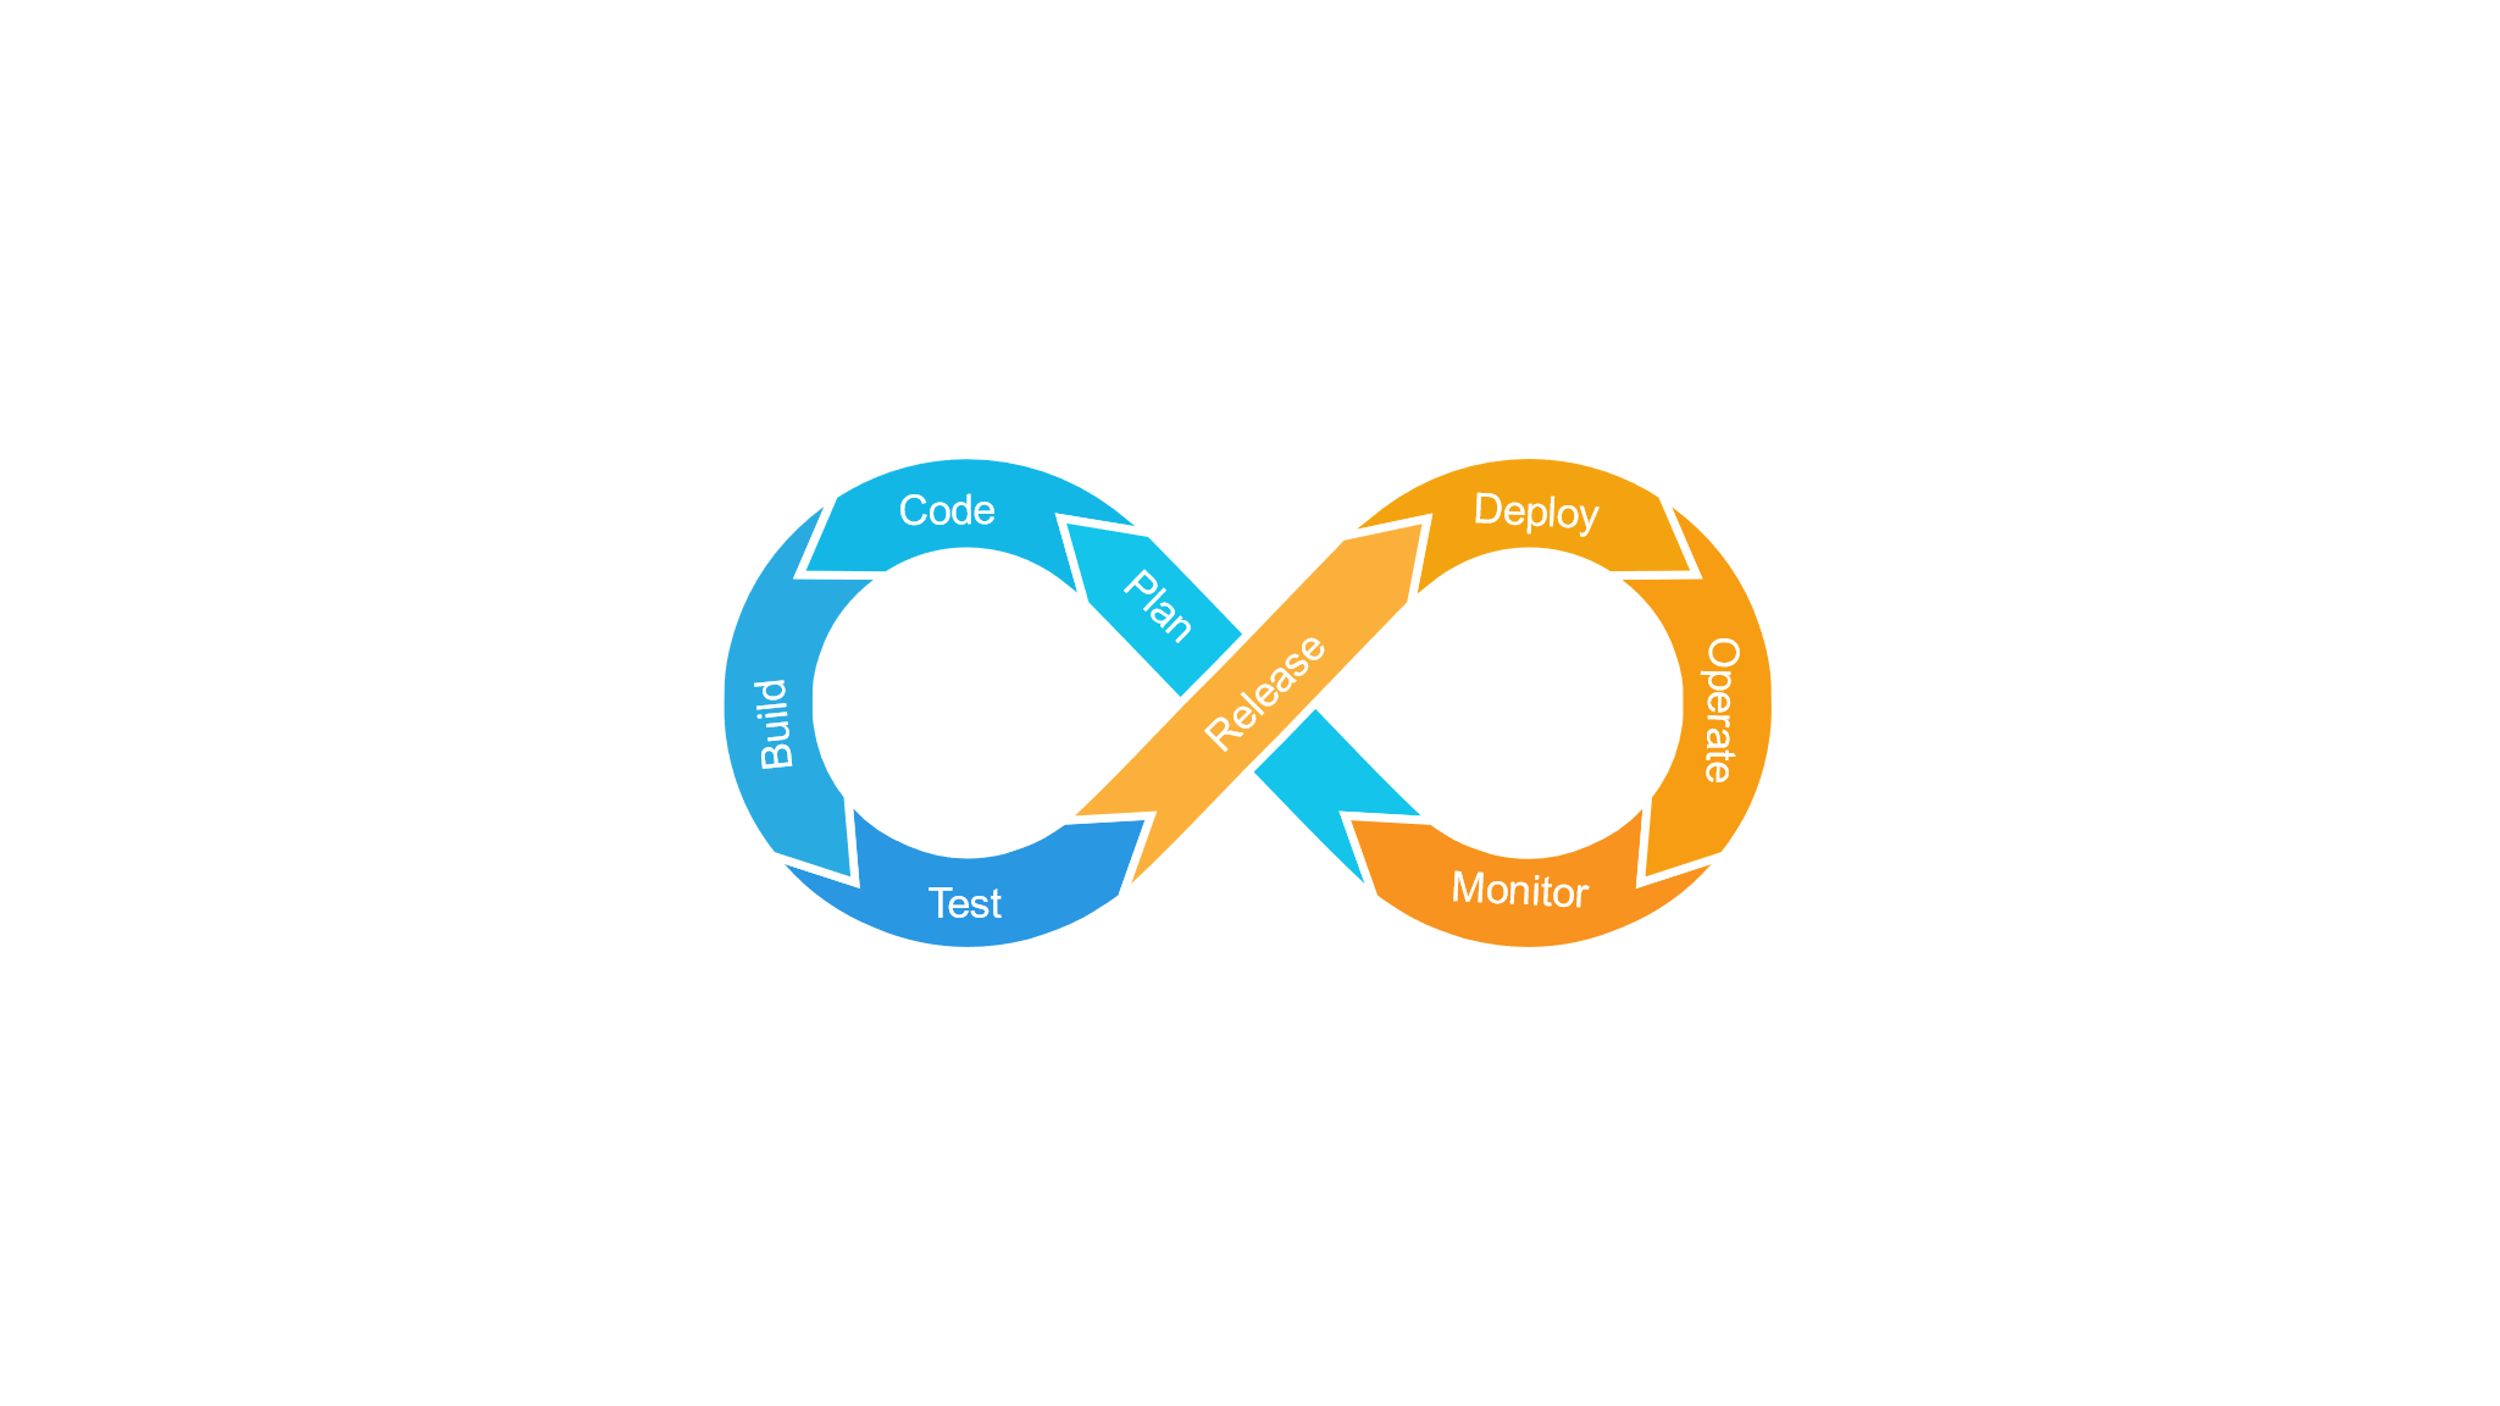 Plan
Code
Build
Test
Release
Deploy
Operate
Monitor